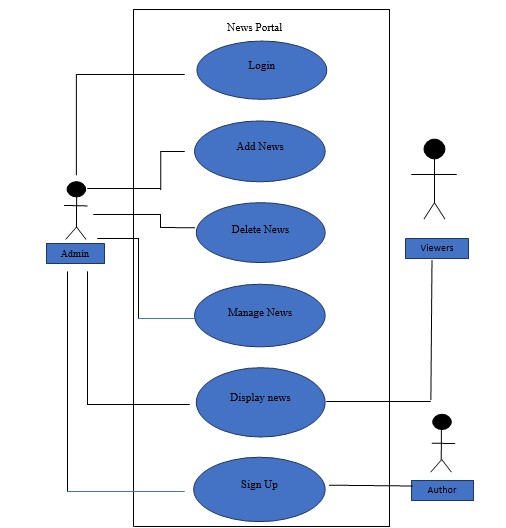 News Portal
Login
Add News
Delete News
Manage News
Display news
Sign Up
Admin
Viewers
Author